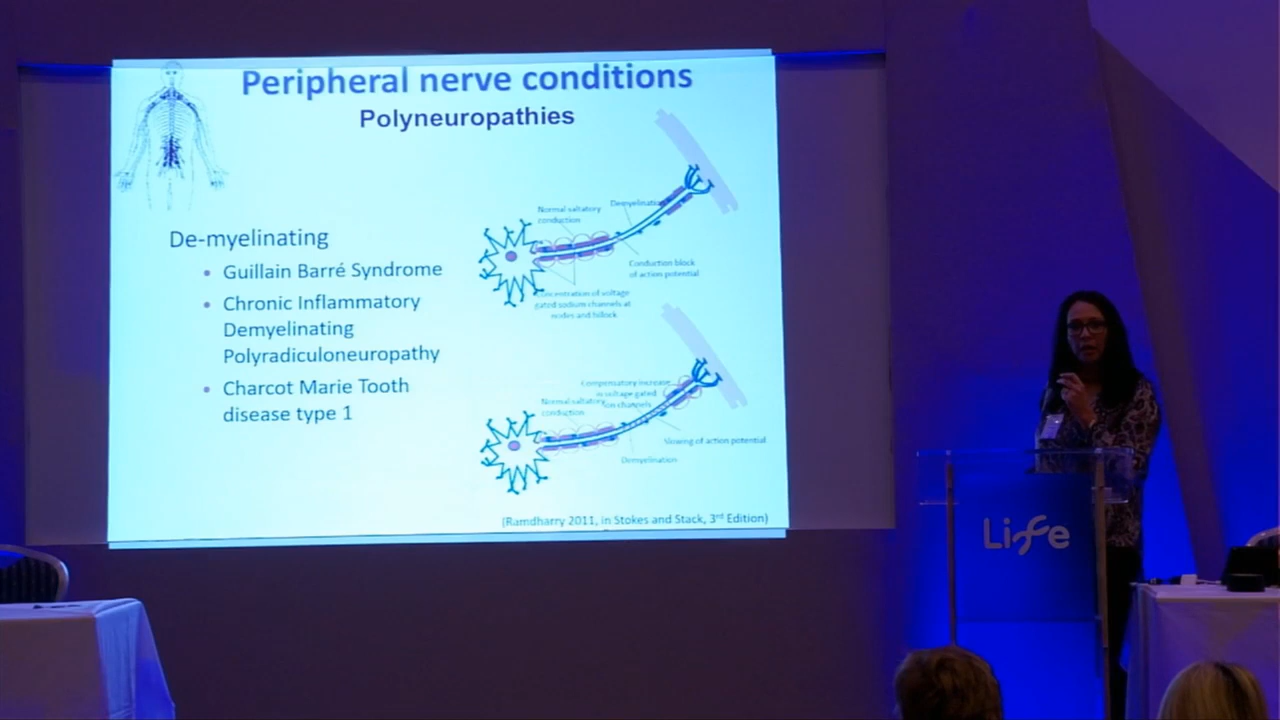 Peripheral nerve conditions
Polyneuropathies
De-myelinating
• Guillain Barré Syndrome
• Chronic Inflammatory
Demyelinating
Polyradiculoneuropathy
• Charcot Marie Tooth
disease type 1
Normal saltatory
conduction
Demyelination
Conduction block
of action potential
Concentration of voltage
gated sodium channels at
nodes and hillock
Compensatory increase
in voltage gated
ion channels
Normal saltatory
conduction
Slowing of action potential
Demyelination
(Ramdharry 2011, in Stokes and Stack, 3rd Edition)
Life